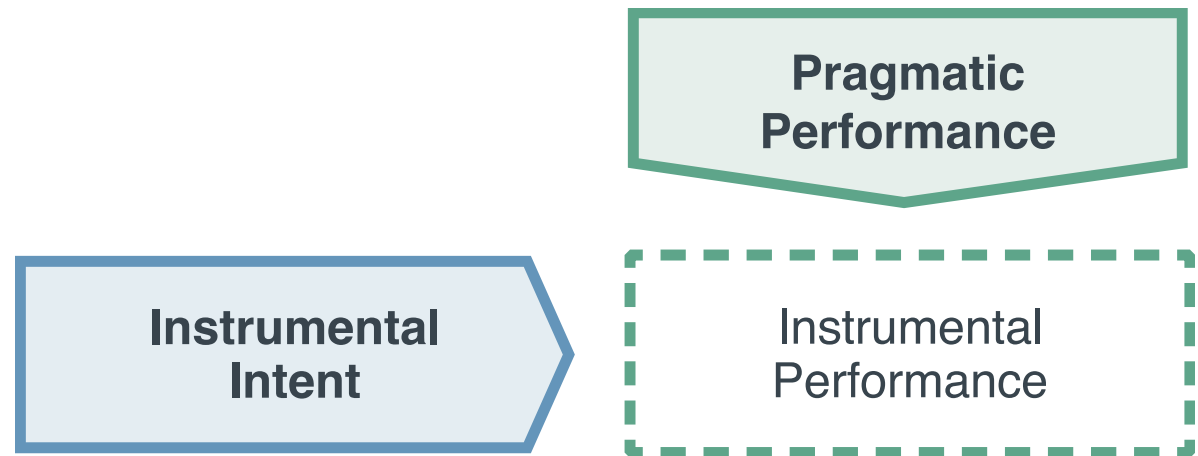 Pragmatic
Performance
Instrumental
Intent
Instrumental
Performance